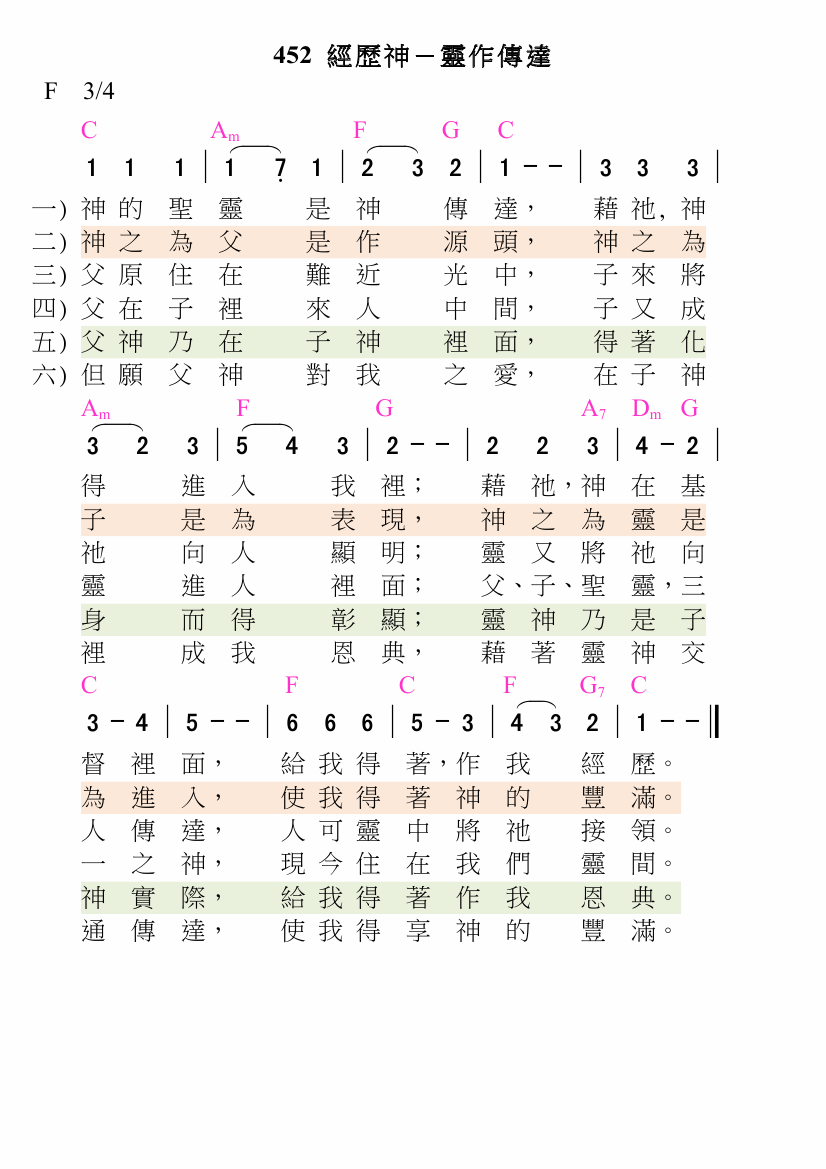 452 經歷神－靈作傳達
F 3/4
C Am F G C
1 1 1 | 1 7̣ 1 | 2 3 2 | 1 - - | 3 3 3 |
一) 神的聖靈是神傳達，藉祂, 神
二) 神之為父是作源頭，神之為
三) 父原住在難近光中，子來將
四) 父在子裡來人中間，子又成
五) 父神乃在子神裡面，得著化
六) 但願父神對我之愛，在子神
Am F G A7 Dm G
3 2 3 | 5 4 3 | 2 - - | 2 2 3 | 4 - 2 |
得進入我裡；藉祂，神在基
子是為表現，神之為靈是
祂向人顯明；靈又將祂向
靈進人裡面；父、子、聖靈，三
身而得彰顯；靈神乃是子
裡成我恩典，藉著靈神交
C F C F G7 C
3 - 4 | 5 - - | 6 6 6 | 5 - 3 | 4 3 2 | 1 - - ‖
督裡面，給我得著，作我經歷。
為進入，使我得著神的豐滿。
人傳達，人可靈中將祂接領。
一之神，現今住在我們靈間。
神實際，給我得著作我恩典。
通傳達，使我得享神的豐滿。